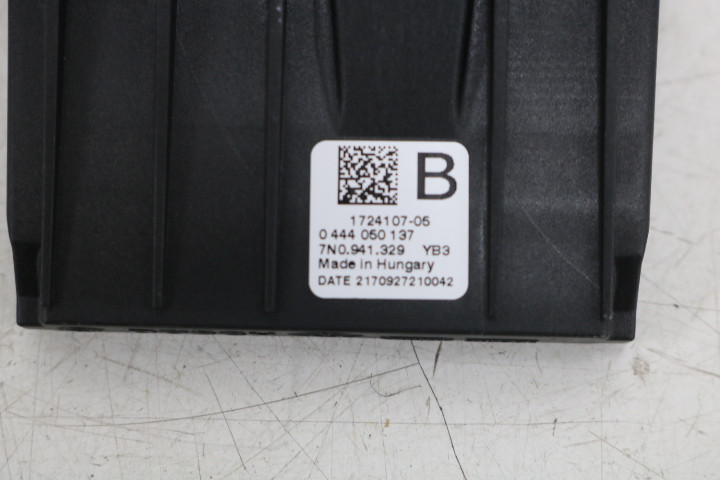 B
1724107-05
0 444 050 137
7N0.941.329 YB3
Made in Hungary
DATE 2170927210042